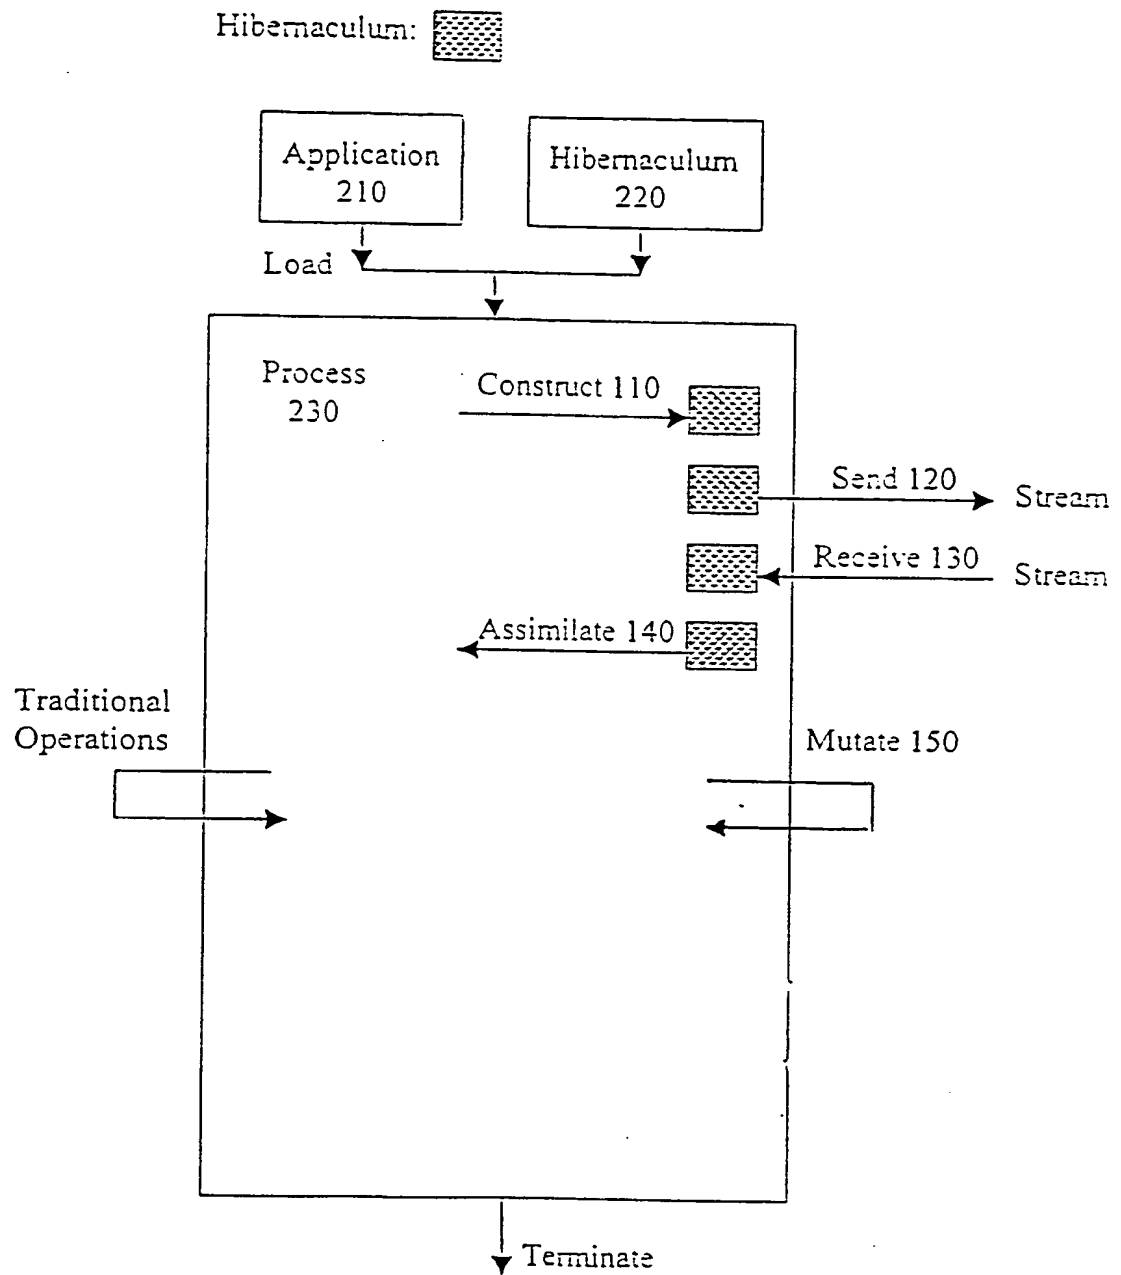 Hibernaculum:
Application
210
Hibernaculum
220
Load
Process
230
Construct 110
Send 120
Stream
Receive 130
Stream
Assimilate 140
Traditional
Operations
Mutate 150
Terminate